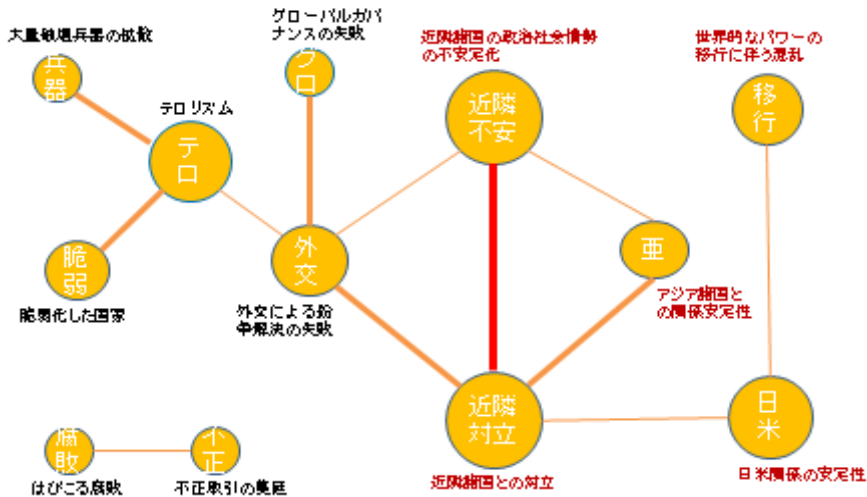 大量破壊兵器の拡散
兵器
グローバルガバ
ナンスの失敗
グロ
近隣諸国の政治社会情勢
の不安定化
近隣
不安
世界的なパワーの
移行に伴う混乱
移
行
テロリズム
テ
ロ
脆
弱
脆弱化した国家
外
交
外交による紛
争解決の失敗
亜
アジア諸国と
の関係安定性
近隣
対立
近隣諸国との対立
日
米
日米関係の安定性
腐
敗
はびこる腐敗
不
正
不正取引の蔓延